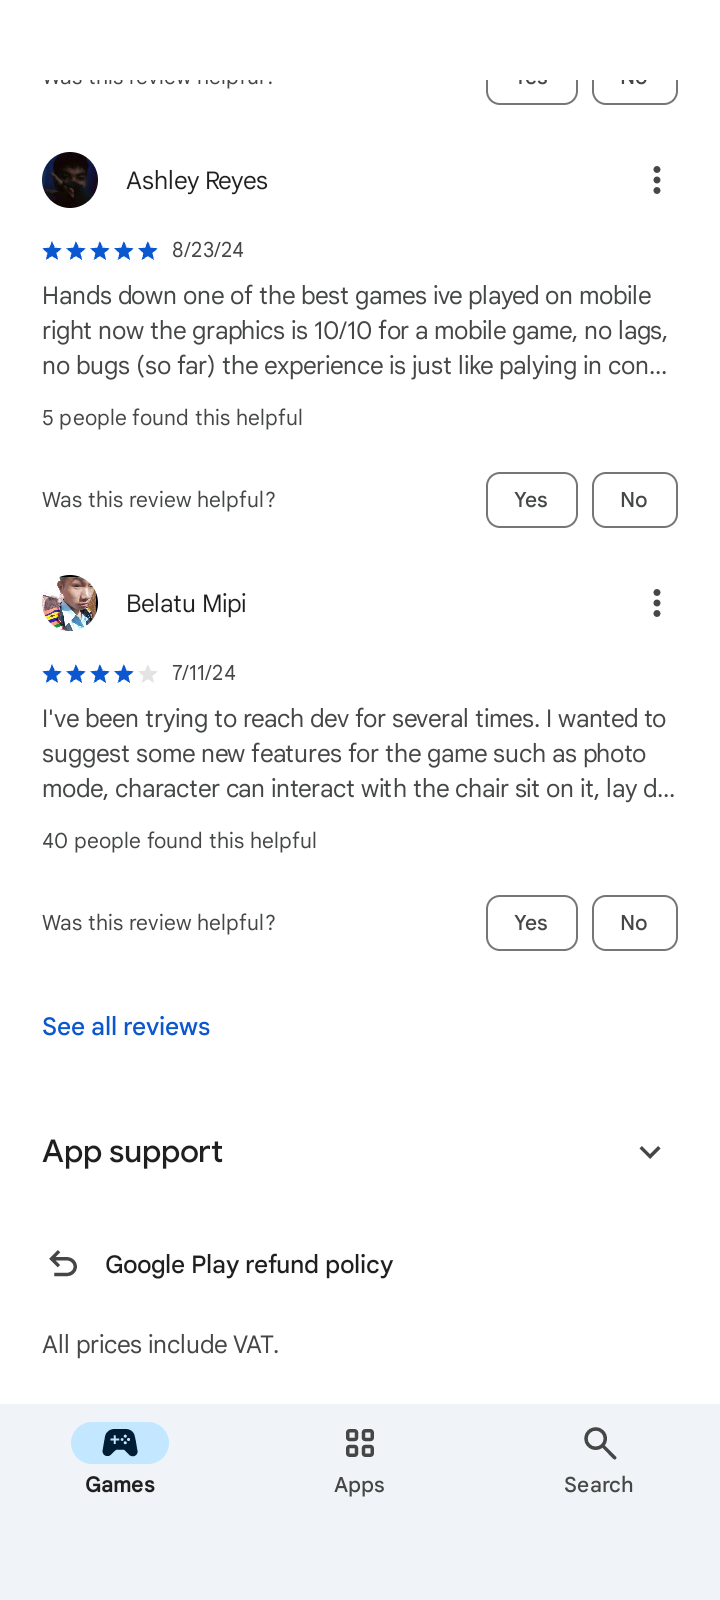 Was this review helpful?
Yes
No
Ashley Reyes
8/23/24
Hands down one of the best games ive played on mobile
right now the graphics is 10/10 for a mobile game, no lags,
no bugs (so far) the experience is just like palying in con...
5 people found this helpful
Was this review helpful?
Yes
No
Belatu Mipi
7/11/24
I've been trying to reach dev for several times. I wanted to
suggest some new features for the game such as photo
mode, character can interact with the chair sit on it, lay d...
40 people found this helpful
Was this review helpful?
Yes
No
See all reviews
App support
Google Play refund policy
All prices include VAT.
Games
Apps
Search